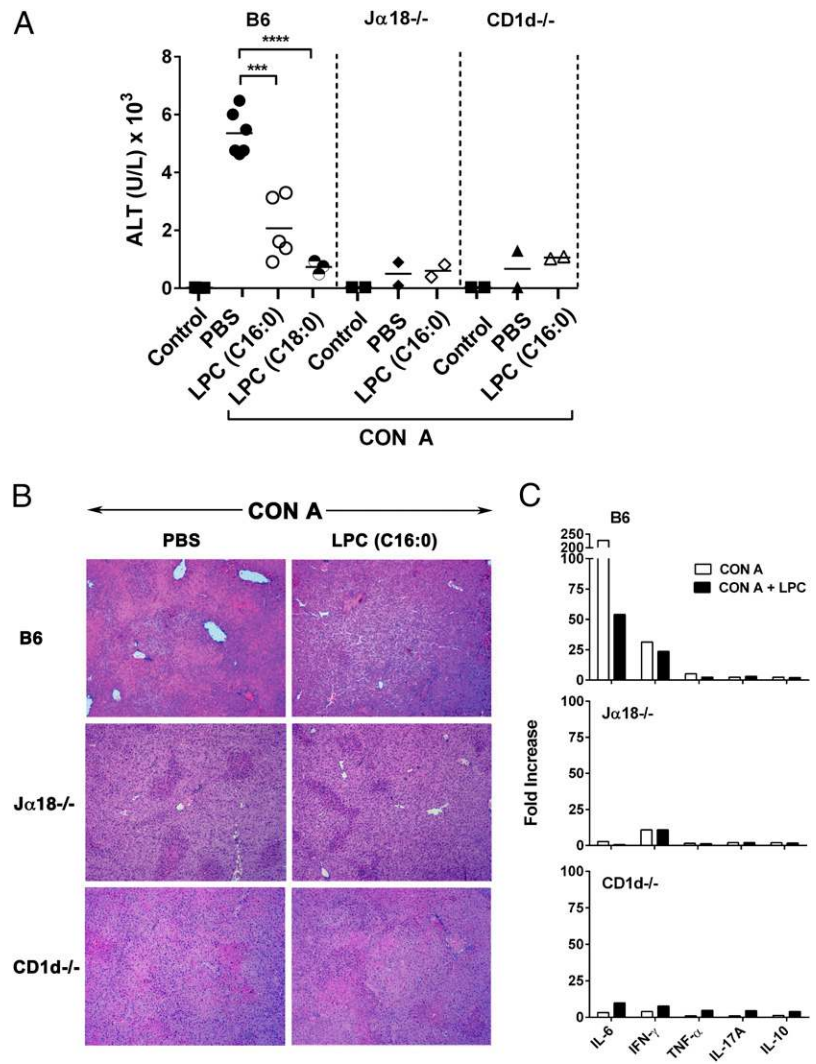 A
B6
Jα18-/-
CD1d-/-
****
***
ALT (U/L) x 10³
8
6
4
2
0
Control
PBS
LPC (C16:0)
LPC (C18:0)
Control
PBS
LPC (C16:0)
Control
PBS
LPC (C16:0)
CON A
B
CON A
PBS
LPC (C16:0)
B6
Jα18-/-
CD1d-/-
C
B6
250
200
100
75
50
25
0
CON A
CON A + LPC
Jα18-/-
100
75
50
25
0
Fold Increase
CD1d-/-
100
75
50
25
0
IL-6
IFN-γ
TNF-α
IL-17A
IL-10